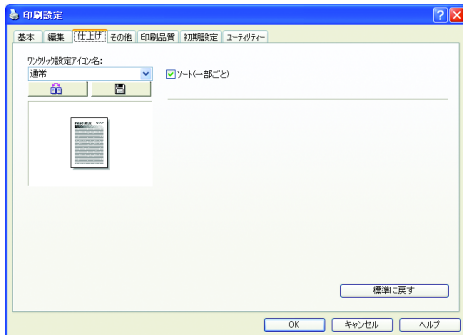 印刷設定
基本 編集 仕上げ その他 印刷品質 初期設定 ユーティリティー
ワンクリック設定アイコン名:
通常
ソート(一部ごと)
標準に戻す
OK キャンセル ヘルプ